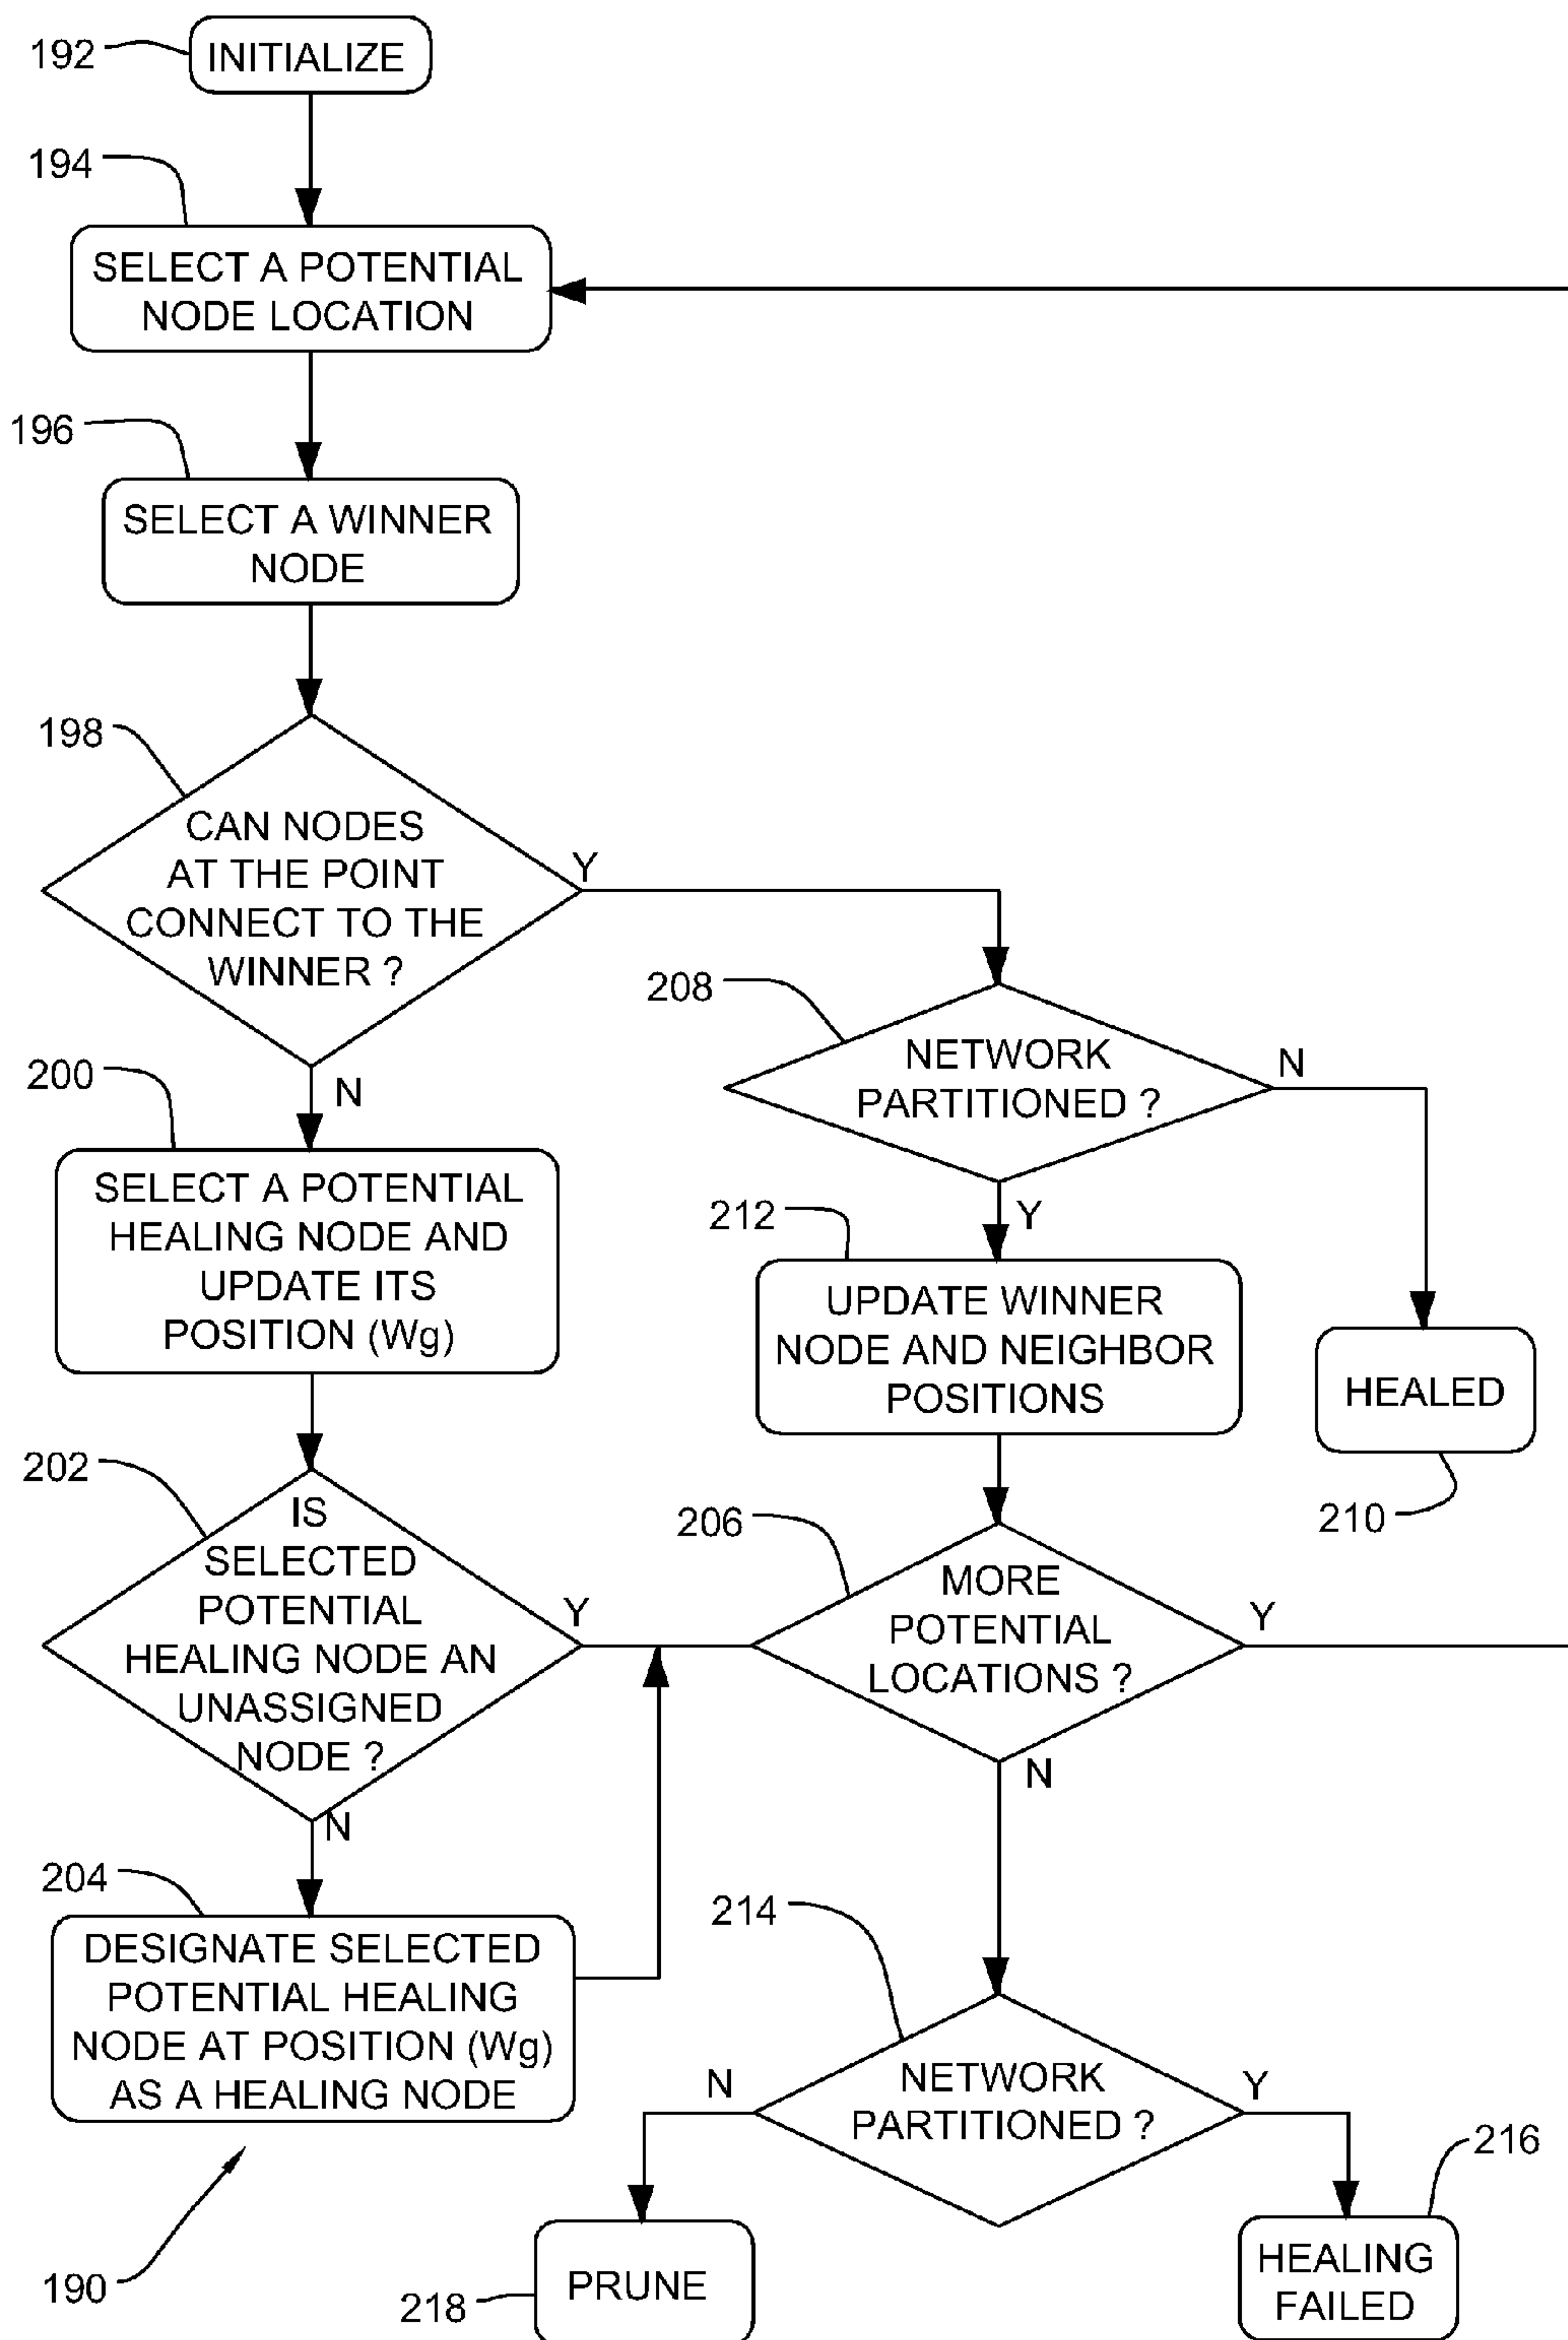 192
INITIALIZE
194
SELECT A POTENTIAL
NODE LOCATION
196
SELECT A WINNER
NODE
198
CAN NODES
AT THE POINT
CONNECT TO THE
WINNER ?
Y
N
208
NETWORK
PARTITIONED ?
N
Y
200
SELECT A POTENTIAL
HEALING NODE AND
UPDATE ITS
POSITION (Wg)
212
UPDATE WINNER
NODE AND NEIGHBOR
POSITIONS
HEALED
210
202
IS
SELECTED
POTENTIAL
HEALING NODE AN
UNASSIGNED
NODE ?
Y
N
206
MORE
POTENTIAL
LOCATIONS ?
Y
N
204
DESIGNATE SELECTED
POTENTIAL HEALING
NODE AT POSITION (Wg)
AS A HEALING NODE
214
NETWORK
PARTITIONED ?
N
Y
216
HEALING
FAILED
218
PRUNE
190